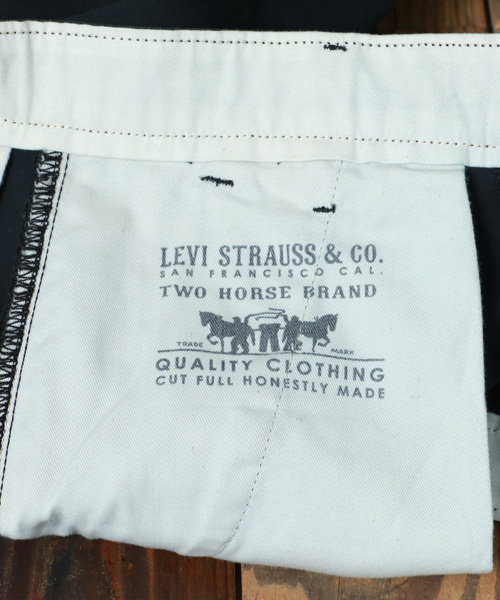 LEVI STRAUSS & CO.
SAN FRANCISCO CAL.
TWO HORSE BRAND
TRADE MARK
QUALITY CLOTHING
CUT FULL HONESTLY MADE